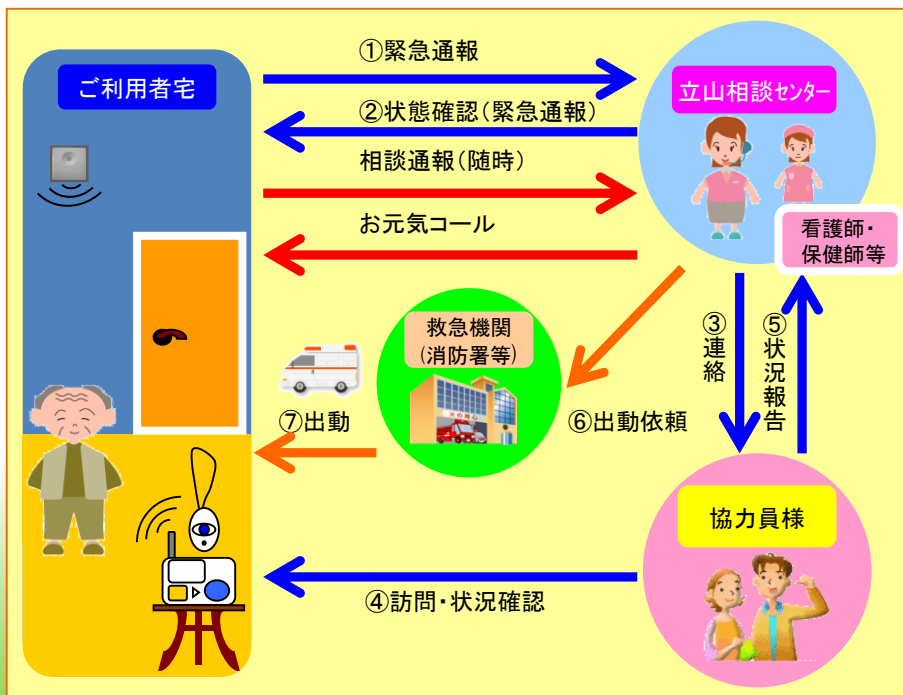 ①緊急通報
ご利用者宅
立山相談センター
②状態確認(緊急通報)
相談通報(随時)
お元気コール
看護師・
保健師等
救急機関
(消防署等)
③連絡
⑤状況報告
⑦出動
⑥出動依頼
協力員様
④訪問・状況確認